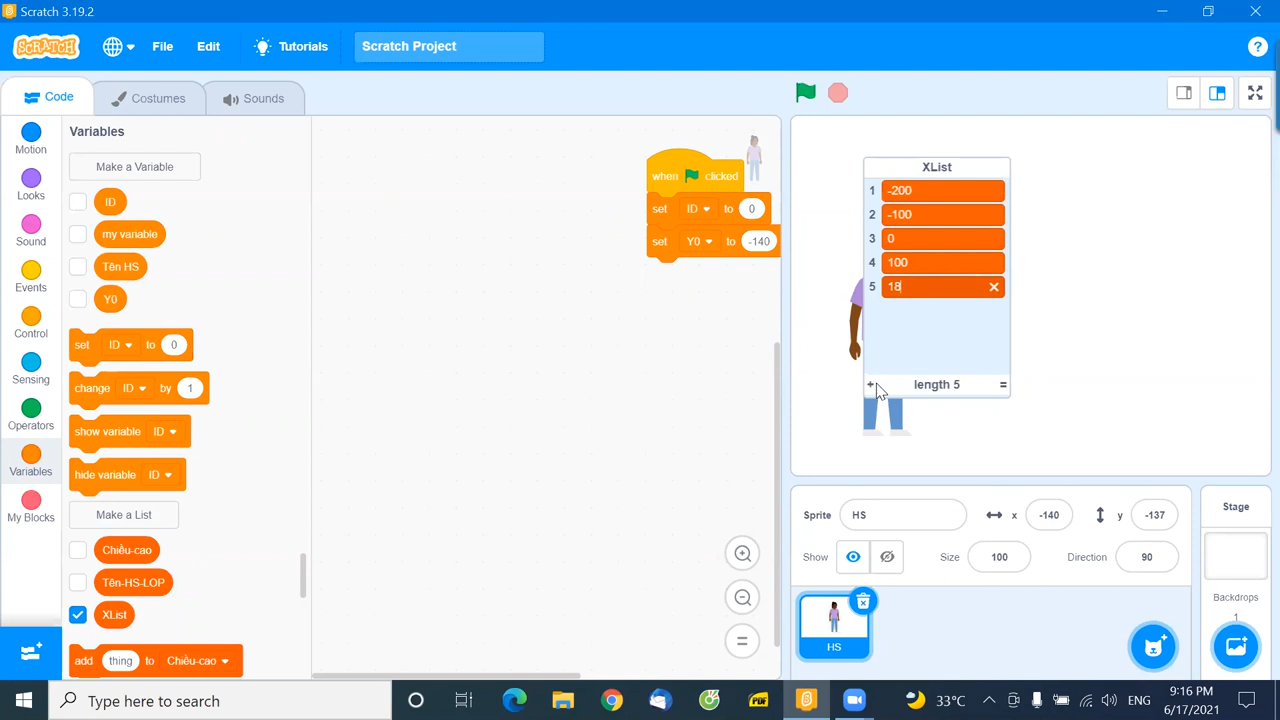 Scratch 3.19.2
SCRATCH File Edit Tutorials Scratch Project ?
Code Costumes Sounds
Motion
Looks
Sound
Events
Control
Sensing
Operators
Variables
My Blocks
Variables
Make a Variable
ID
my variable
Tên HS
Y0
set ID to 0
change ID by 1
show variable ID
hide variable ID
Make a List
Chiều-cao
Tên-HS-LOP
XList
add thing to Chiều-cao
when clicked
set ID to 0
set Y0 to -140
XList
1 -200
2 -100
3 0
4 100
5 18
+ length 5 =
Sprite HS x -140 y -137
Show Size 100 Direction 90
HS
Stage
Backdrops
1
Type here to search
PDF
33°C ENG
9:16 PM
6/17/2021